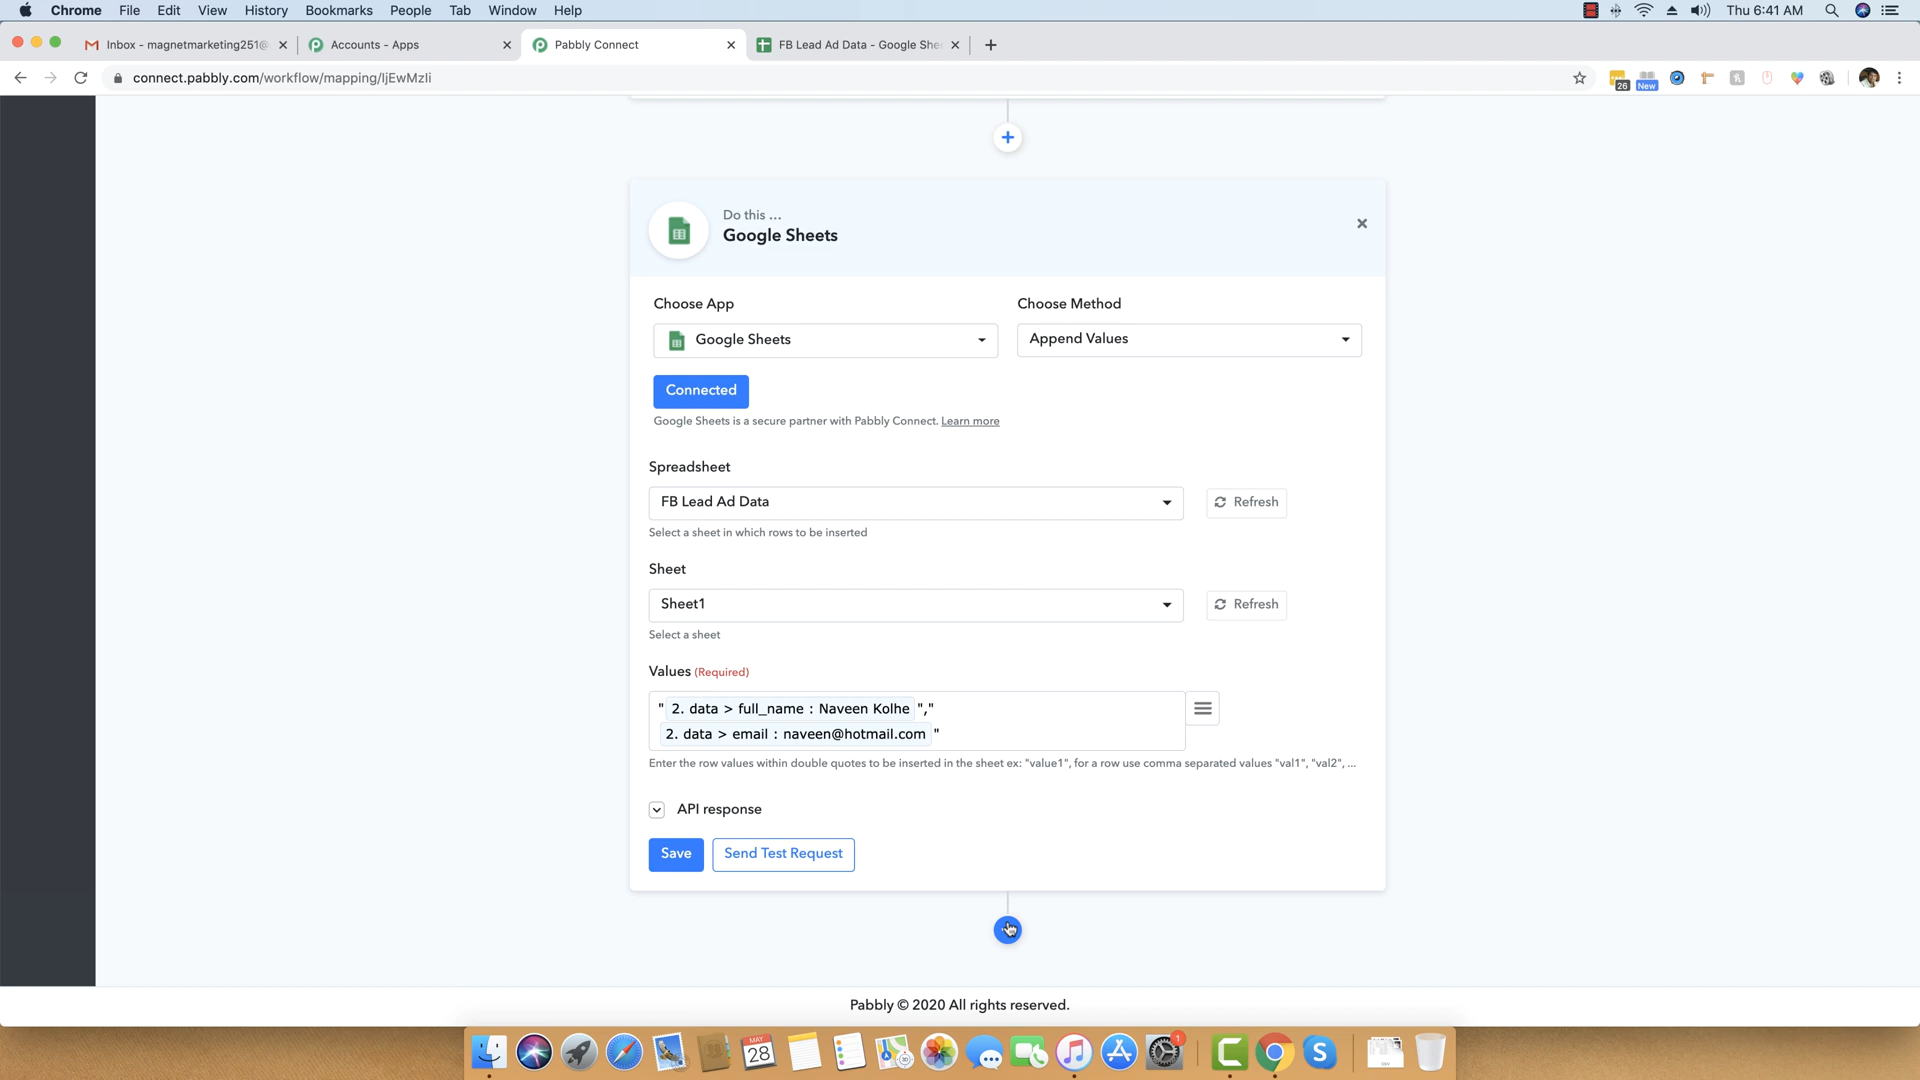 Chrome File Edit View History Bookmarks People Tab Window Help Thu 6:41 AM
Inbox - magnetmarketing251@ Accounts - Apps Pabbly Connect FB Lead Ad Data - Google She
connect.pabbly.com/workflow/mapping/IjEwMzIi 26 New
Do this ...
Google Sheets
Choose App Choose Method
Google Sheets Append Values
Connected
Google Sheets is a secure partner with Pabbly Connect. Learn more
Spreadsheet
FB Lead Ad Data Refresh
Select a sheet in which rows to be inserted
Sheet
Sheet1 Refresh
Select a sheet
Values (Required)
" 2. data > full_name : Naveen Kolhe ","
2. data > email : naveen@hotmail.com "
Enter the row values within double quotes to be inserted in the sheet ex: "value1", for a row use comma separated values "val1", "val2", ...
API response
Save Send Test Request
Pabbly © 2020 All rights reserved.
MAY
28
1